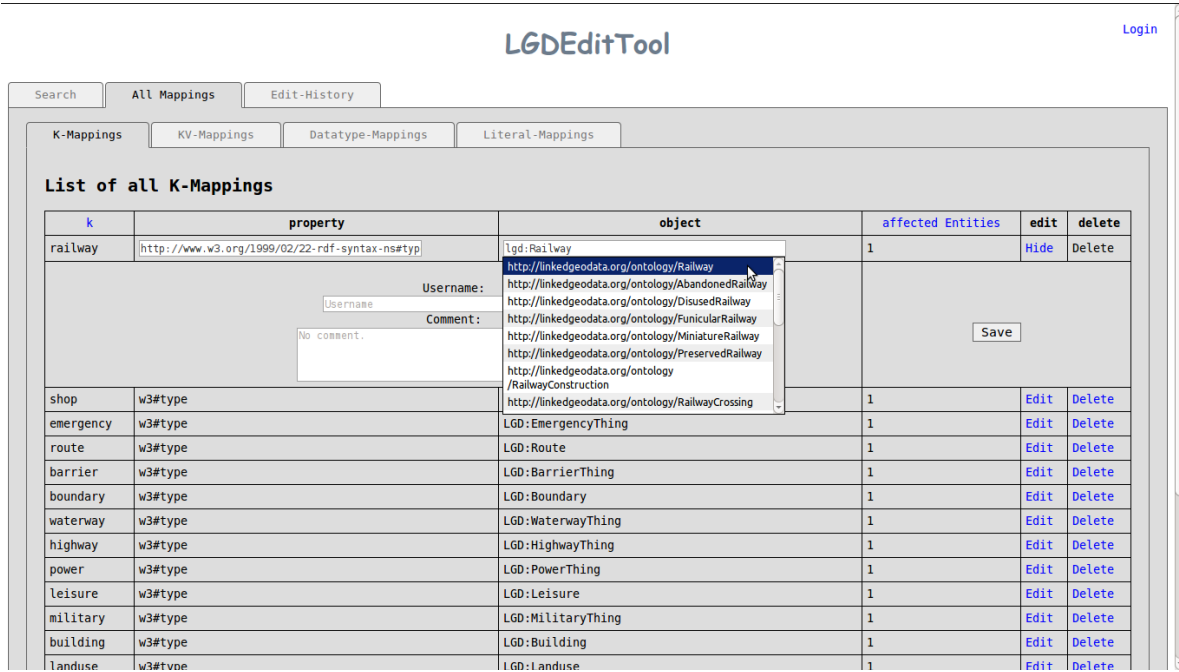 LGDEditTool
Login
Search All Mappings Edit-History
K-Mappings KV-Mappings Datatype-Mappings Literal-Mappings
List of all K-Mappings
k property object affected Entities edit delete
railway http://www.w3.org/1999/02/22-rdf-syntax-ns#typ lgd:Railway 1 Hide Delete
http://linkedgeodata.org/ontology/Railway
http://linkedgeodata.org/ontology/AbandonedRailway
http://linkedgeodata.org/ontology/DisusedRailway
http://linkedgeodata.org/ontology/FunicularRailway
http://linkedgeodata.org/ontology/MiniatureRailway
http://linkedgeodata.org/ontology/PreservedRailway
http://linkedgeodata.org/ontology
/RailwayConstruction
http://linkedgeodata.org/ontology/RailwayCrossing
Username:
Username
Comment:
No comment.
Save
shop w3#type 1 Edit Delete
emergency w3#type LGD:EmergencyThing 1 Edit Delete
route w3#type LGD:Route 1 Edit Delete
barrier w3#type LGD:BarrierThing 1 Edit Delete
boundary w3#type LGD:Boundary 1 Edit Delete
waterway w3#type LGD:WaterwayThing 1 Edit Delete
highway w3#type LGD:HighwayThing 1 Edit Delete
power w3#type LGD:PowerThing 1 Edit Delete
leisure w3#type LGD:Leisure 1 Edit Delete
military w3#type LGD:MilitaryThing 1 Edit Delete
building w3#type LGD:Building 1 Edit Delete
landuse w3#type LGD:Landuse 1 Edit Delete